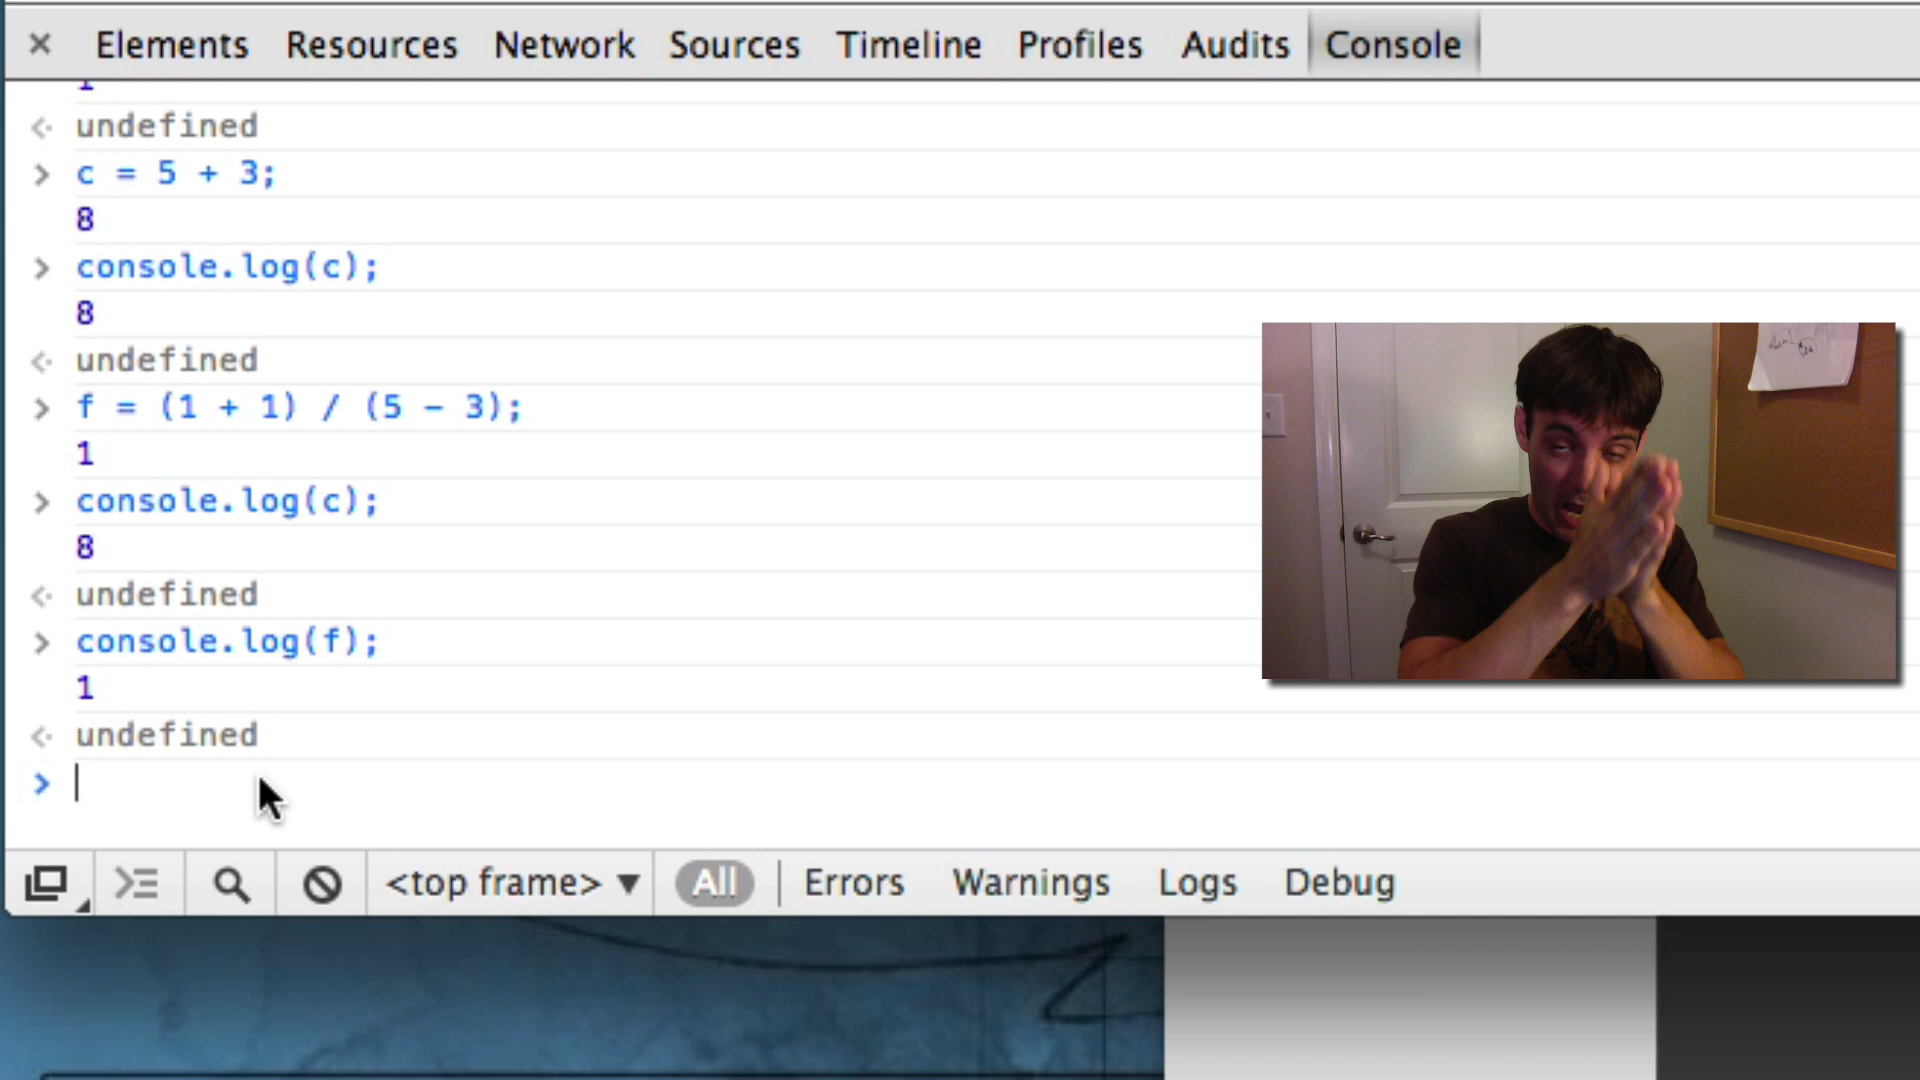 × Elements Resources Network Sources Timeline Profiles Audits Console
1
undefined
> c = 5 + 3;
8
> console.log(c);
8
undefined
> f = (1 + 1) / (5 - 3);
1
> console.log(c);
8
undefined
> console.log(f);
1
undefined
>
<top frame> ▼ All Errors Warnings Logs Debug